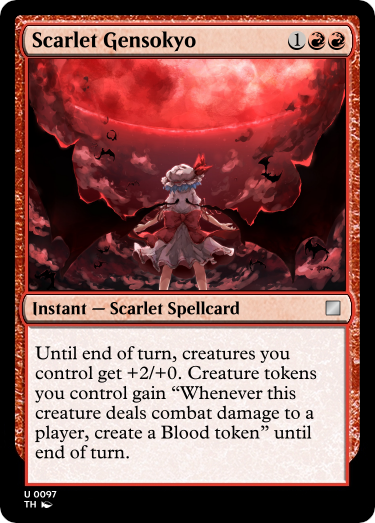 Scarlet Gensokyo 1
Instant — Scarlet Spellcard
Until end of turn, creatures you
control get +2/+0. Creature tokens
you control gain “Whenever this
creature deals combat damage to a
player, create a Blood token” until
end of turn.
U 0097
TH